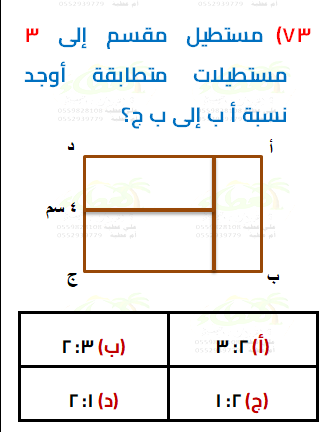 ٧٣) مستطيل مقسم إلى ٣
مستطيلات متطابقة أوجد
نسبة أ ب إلى ب ج؟
د أ
٤ سم
ج ب
(أ) ٢ : ٣ (ب) ٣ : ٢
(ج) ٢ : ١ (د) ١ : ٢